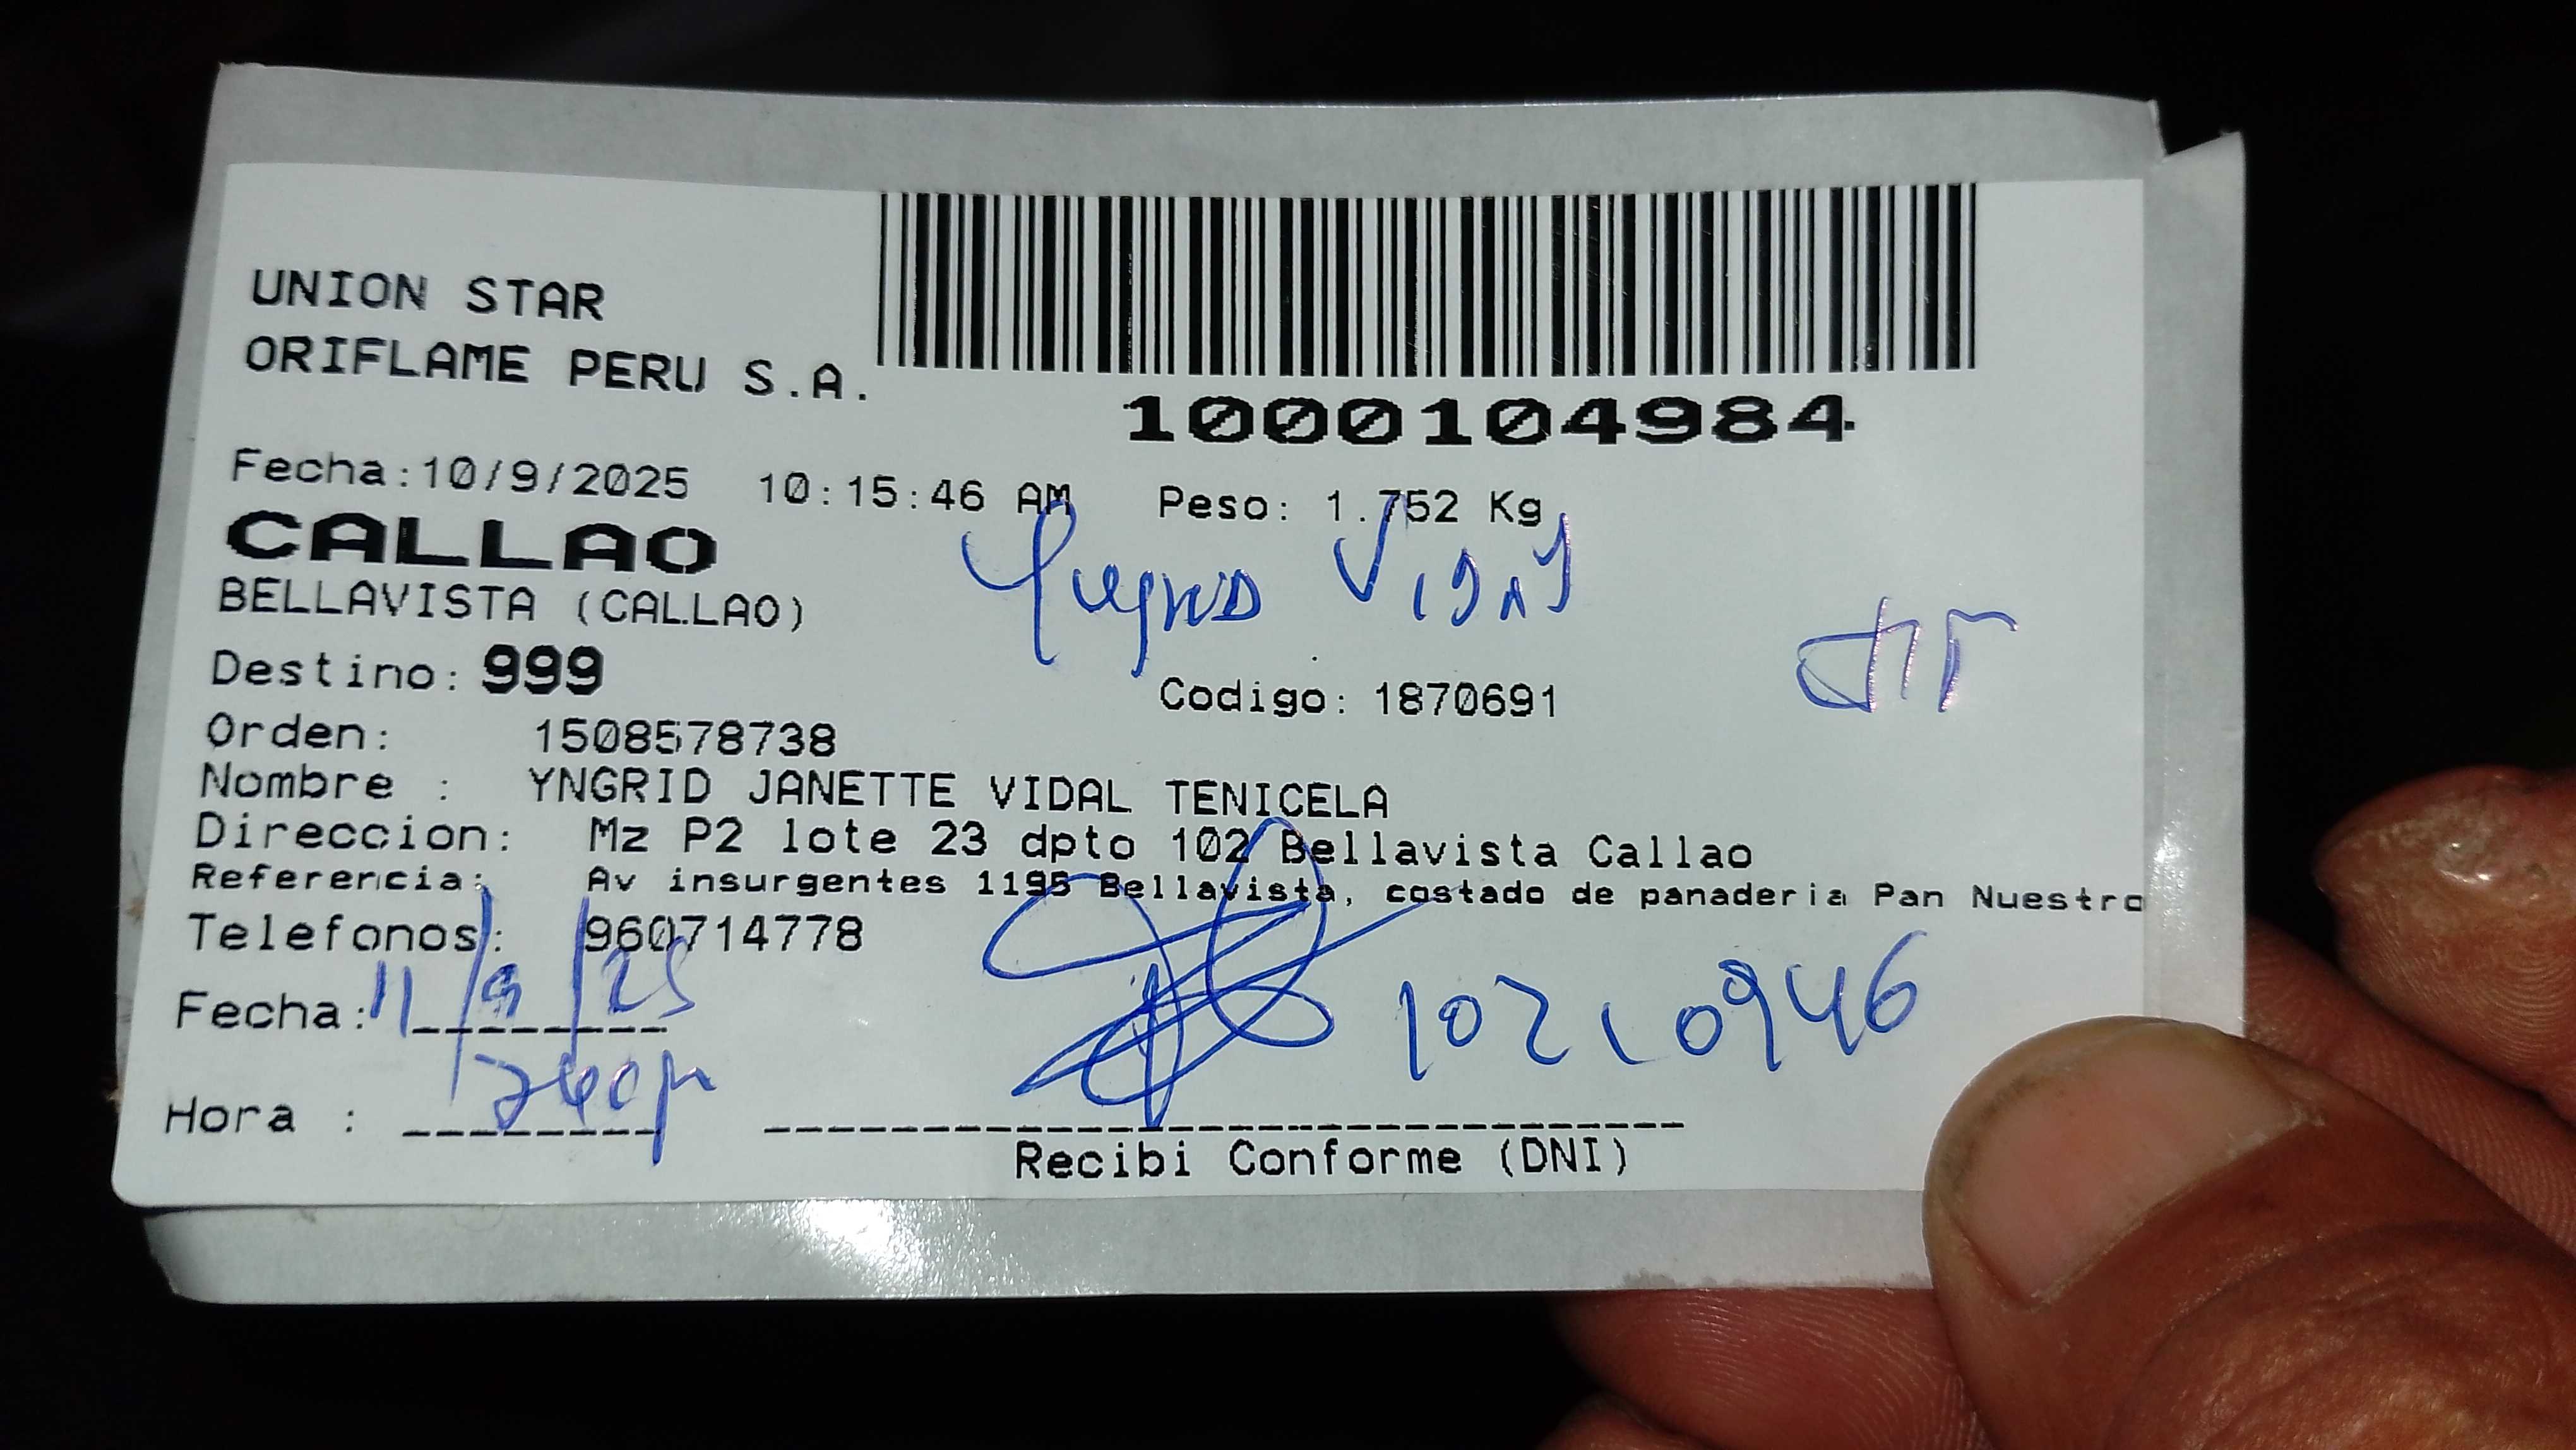 UNION STAR
ORIFLAME PERU S.A.
1000104984
Fecha:10/9/2025 10:15:46 AM Peso: 1.752 Kg
CALLAO
Yngrid Vidal
BELLAVISTA (CALLAO)
Destino: 999
Codigo: 1870691
Orden: 1508578738
Nombre : YNGRID JANETTE VIDAL TENICELA
Direccion: Mz P2 lote 23 dpto 102 Bellavista Callao
Referencia: Av insurgentes 1195 Bellavista, costado de panaderia Pan Nuestro
Telefonos: 960714778
Fecha: 11/9/25
10210946
Hora :
Recibi Conforme (DNI)